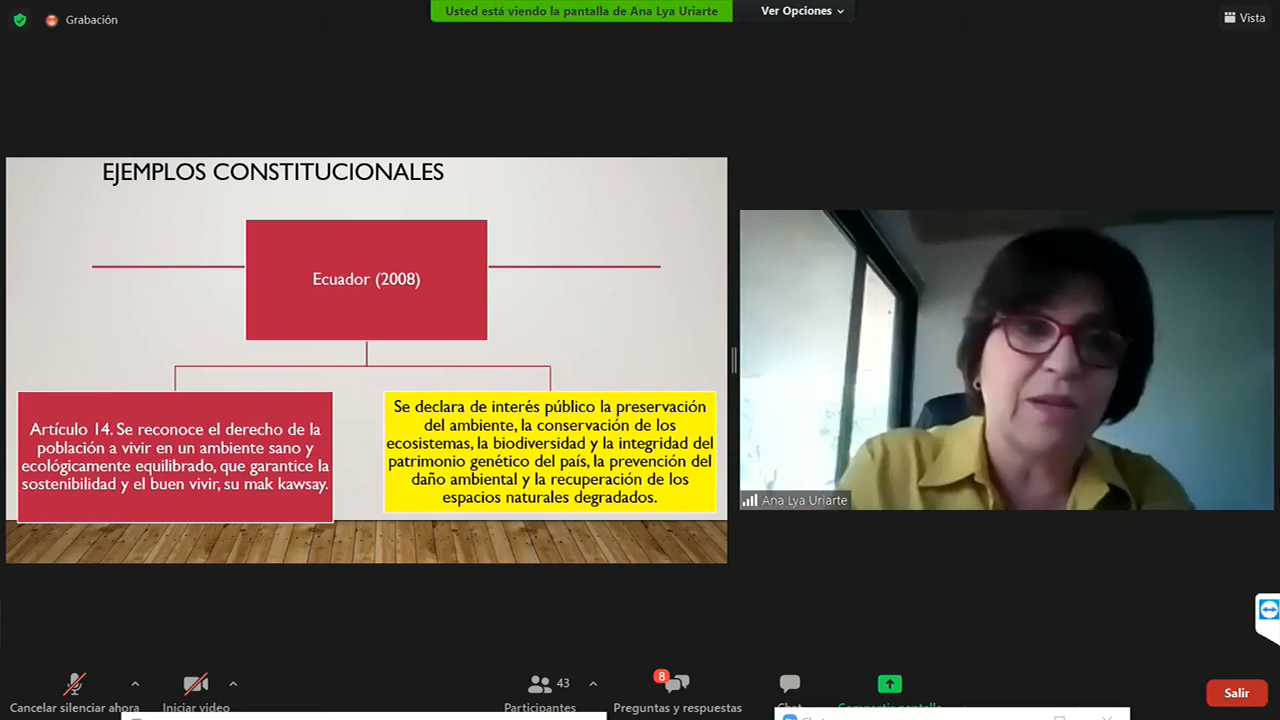 Grabación
Usted está viendo la pantalla de Ana Lya Uriarte
Ver Opciones
Vista
EJEMPLOS CONSTITUCIONALES
Ecuador (2008)
Artículo 14. Se reconoce el derecho de la
población a vivir en un ambiente sano y
ecológicamente equilibrado, que garantice la
sostenibilidad y el buen vivir, su mak kawsay.
Se declara de interés público la preservación
del ambiente, la conservación de los
ecosistemas, la biodiversidad y la integridad del
patrimonio genético del país, la prevención del
daño ambiental y la recuperación de los
espacios naturales degradados.
Ana Lya Uriarte
Cancelar silenciar ahora
Iniciar video
43
Participantes
8
Preguntas y respuestas
Chat
Compartir pantalla
Salir